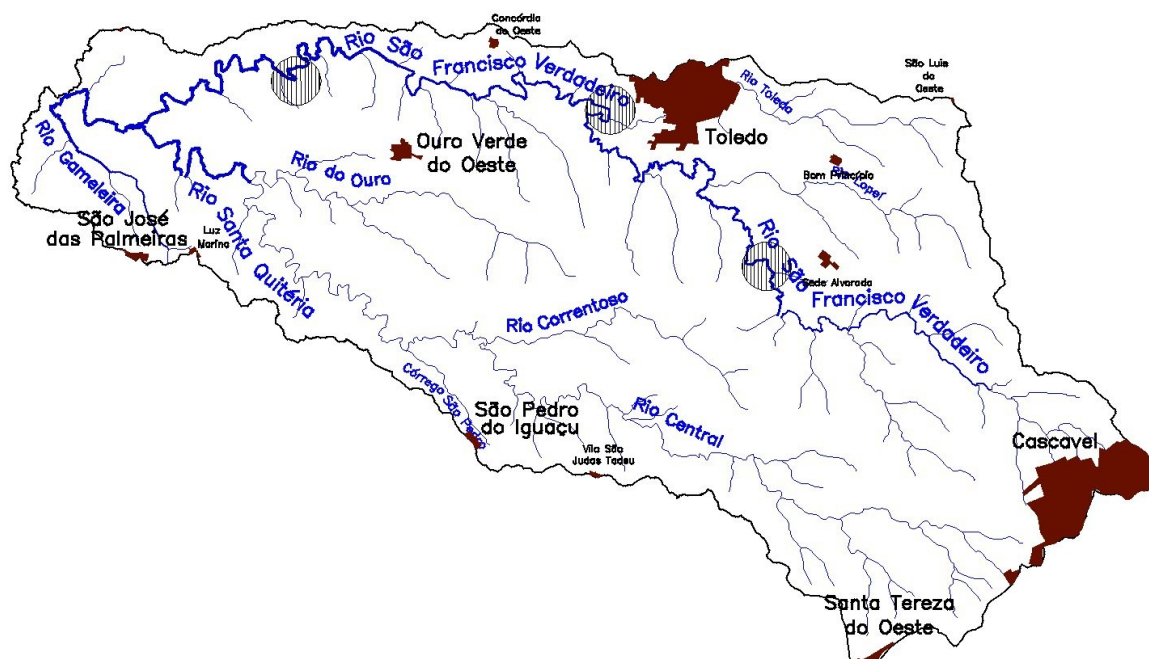 Concórdia
do Oeste
Rio São
Francisco Verdadeiro
São Luis
do
Oeste
Rio Toledo
Toledo
Ouro Verde
do Oeste
Rio do Ouro
Rio Gameleira
Bom Princípio
Rio Lopeí
São José
das Palmeiras
Luz
Marina
Rio Santa Quitéria
Rio São
Francisco Verdadeiro
Sede Alvorada
Rio Correntoso
Córrego São Pedro
São Pedro
do Iguaçu
Rio Central
Vila São
Judas Tadeu
Cascavel
Santa Tereza
do Oeste